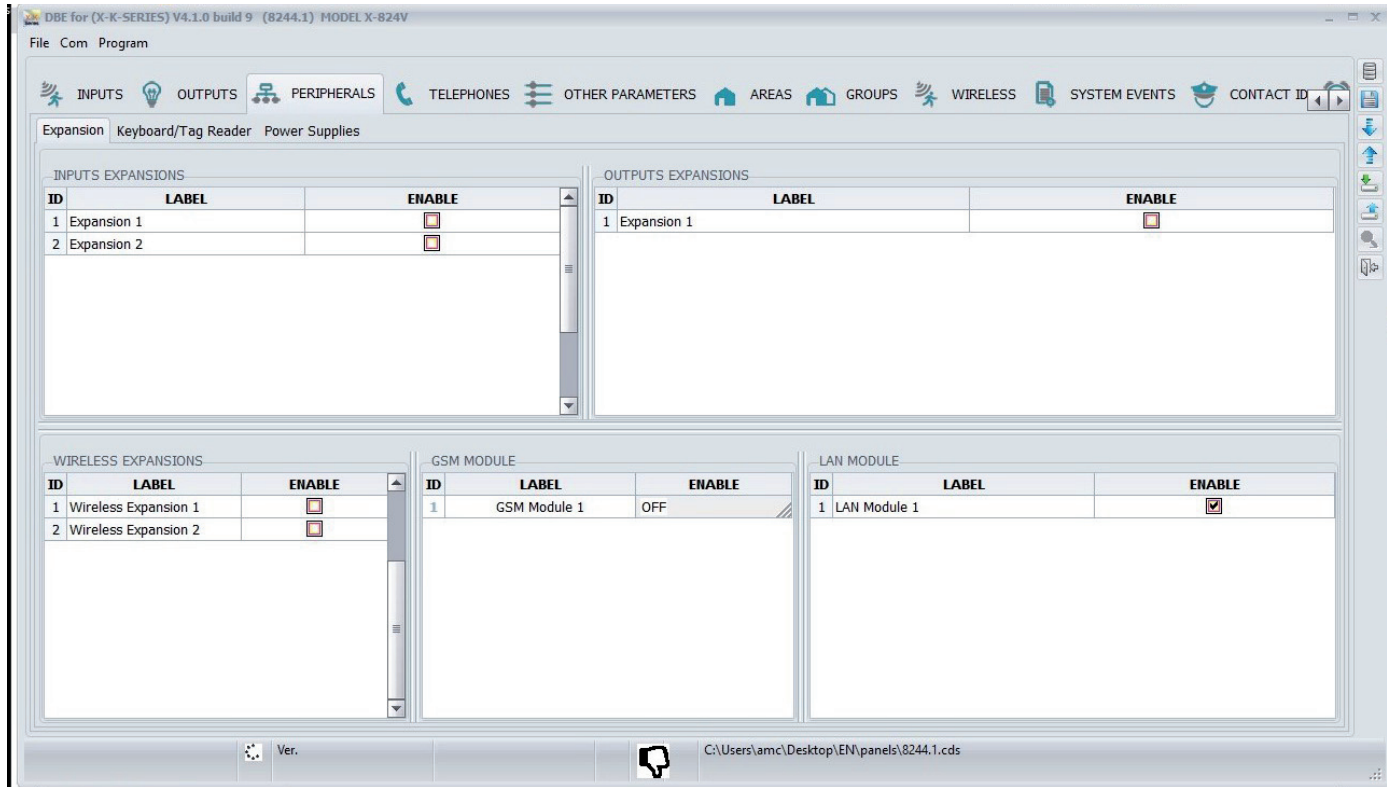 DBE for (X-K-SERIES) V4.1.0 build 9 (8244.1) MODEL X-824V
File Com Program
INPUTS OUTPUTS PERIPHERALS TELEPHONES OTHER PARAMETERS AREAS GROUPS WIRELESS SYSTEM EVENTS CONTACT ID
Expansion Keyboard/Tag Reader Power Supplies
INPUTS EXPANSIONS
ID LABEL ENABLE
1 Expansion 1
2 Expansion 2
OUTPUTS EXPANSIONS
ID LABEL ENABLE
1 Expansion 1
WIRELESS EXPANSIONS
ID LABEL ENABLE
1 Wireless Expansion 1
2 Wireless Expansion 2
GSM MODULE
ID LABEL ENABLE
1 GSM Module 1 OFF
LAN MODULE
ID LABEL ENABLE
1 LAN Module 1
Ver. C:\Users\amc\Desktop\EN\panels\8244.1.cds